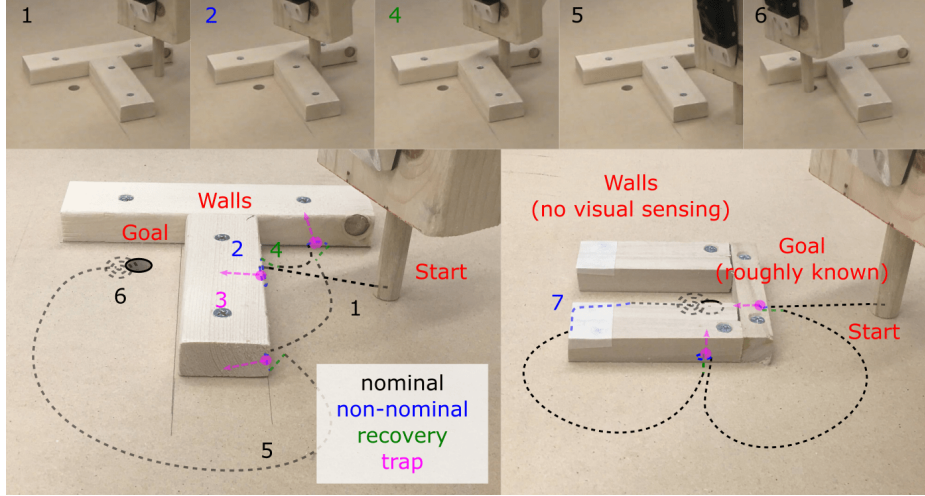 1
2
4
5
6
Walls
Goal
2
4
Start
6
3
1
nominal
non-nominal
recovery
trap
5
Walls
(no visual sensing)
Goal
(roughly known)
7
Start